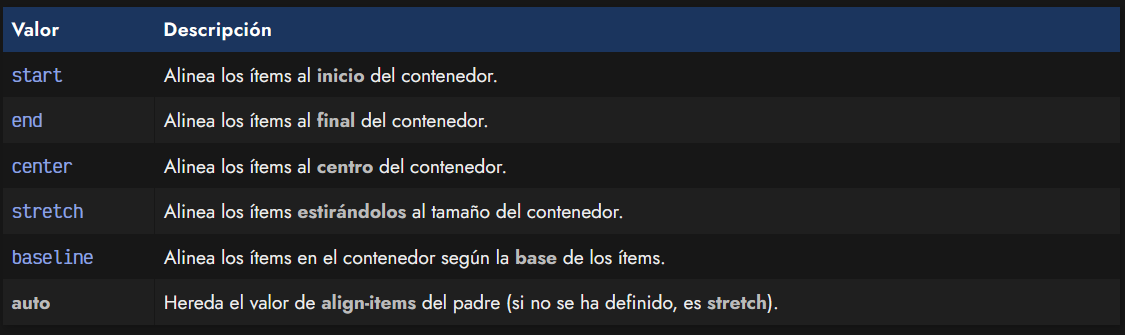 Valor Descripción
start Alinea los ítems al inicio del contenedor.
end Alinea los ítems al final del contenedor.
center Alinea los ítems al centro del contenedor.
stretch Alinea los ítems estirándolos al tamaño del contenedor.
baseline Alinea los ítems en el contenedor según la base de los ítems.
auto Hereda el valor de align-items del padre (si no se ha definido, es stretch).